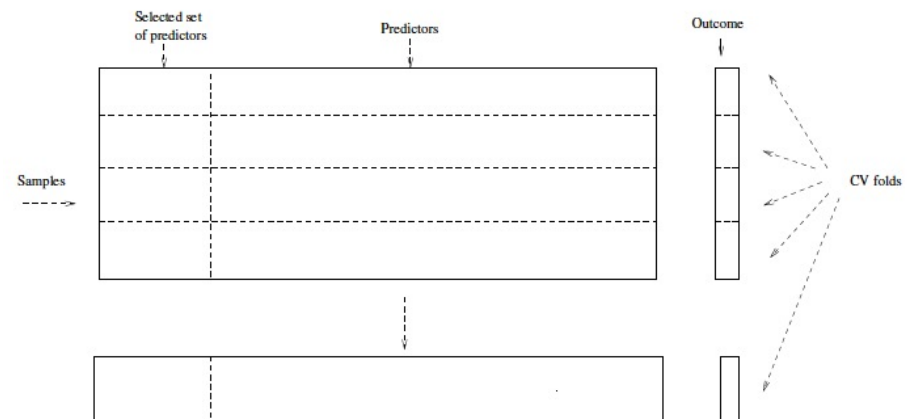 Selected set
of predictors
Predictors
Outcome
Samples
CV folds